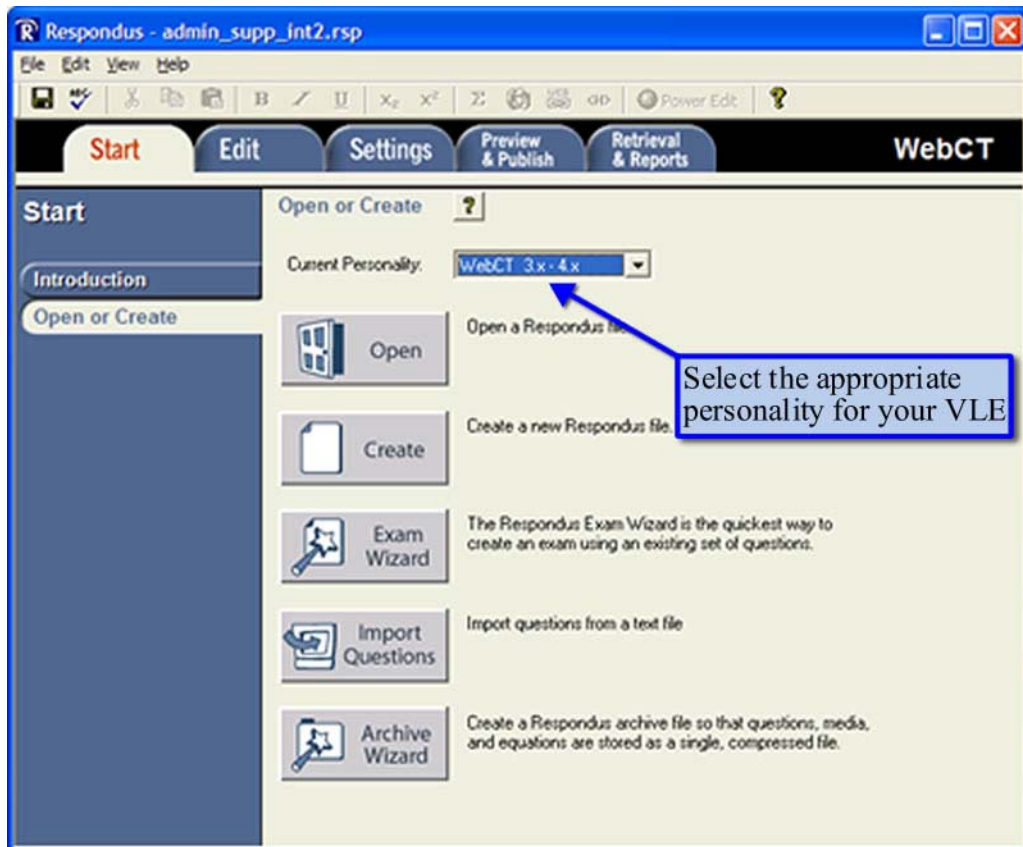 Respondus - admin_supp_int2.rsp
File Edit View Help
ABC B I U x₂ x² Σ Power Edit ?
Start Edit Settings Preview & Publish Retrieval & Reports WebCT
Start
Introduction
Open or Create
Open or Create ?
Current Personality: WebCT 3.x - 4.x
Select the appropriate
personality for your VLE
Open
Open a Respondus
Create
Create a new Respondus file.
Exam
Wizard
The Respondus Exam Wizard is the quickest way to
create an exam using an existing set of questions.
Import
Questions
Import questions from a text file
Archive
Wizard
Create a Respondus archive file so that questions, media,
and equations are stored as a single, compressed file.